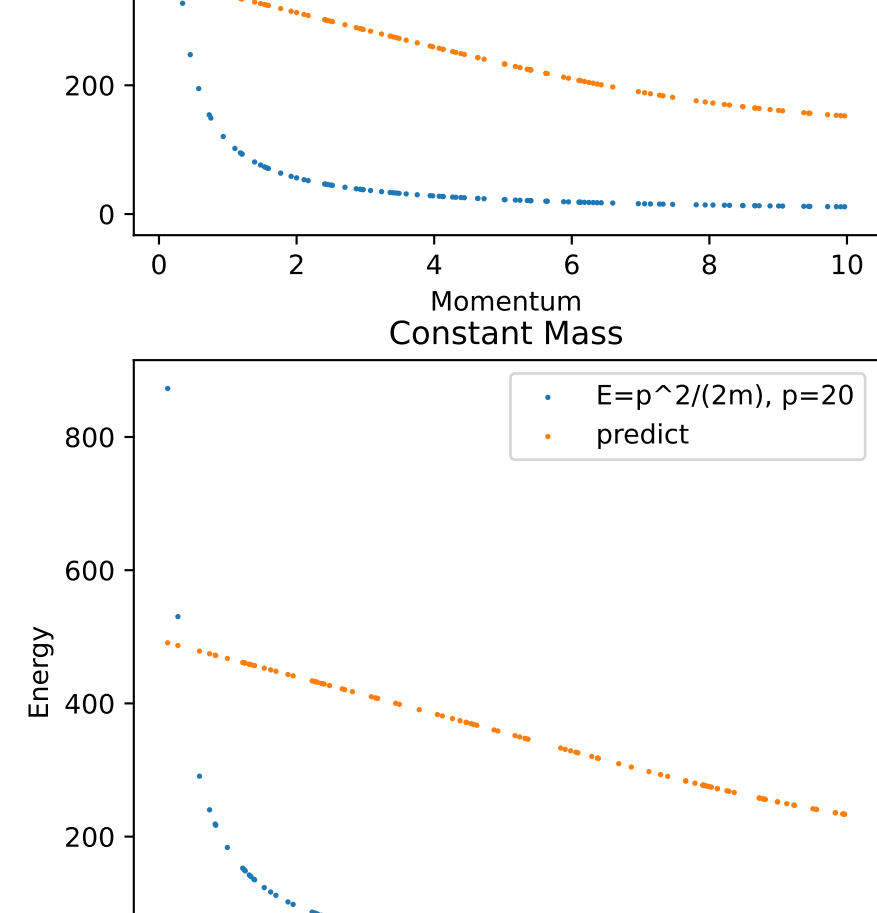 200
0
0 2 4 6 8 10
Momentum
Constant Mass
E=p^2/(2m), p=20
predict
800
600
400
200
Energy